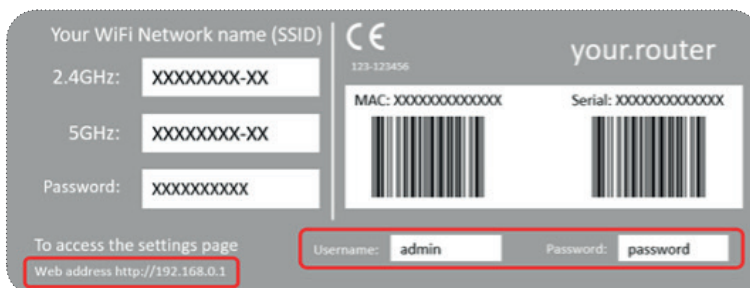 Your WiFi Network name (SSID)
2.4GHz: XXXXXXXX-XX
5GHz: XXXXXXXX-XX
Password: XXXXXXXXXX
To access the settings page
Web address http://192.168.0.1
CE
123-123456
your.router
MAC: XXXXXXXXXXXXX
Serial: XXXXXXXXXXXXX
Username: admin
Password: password